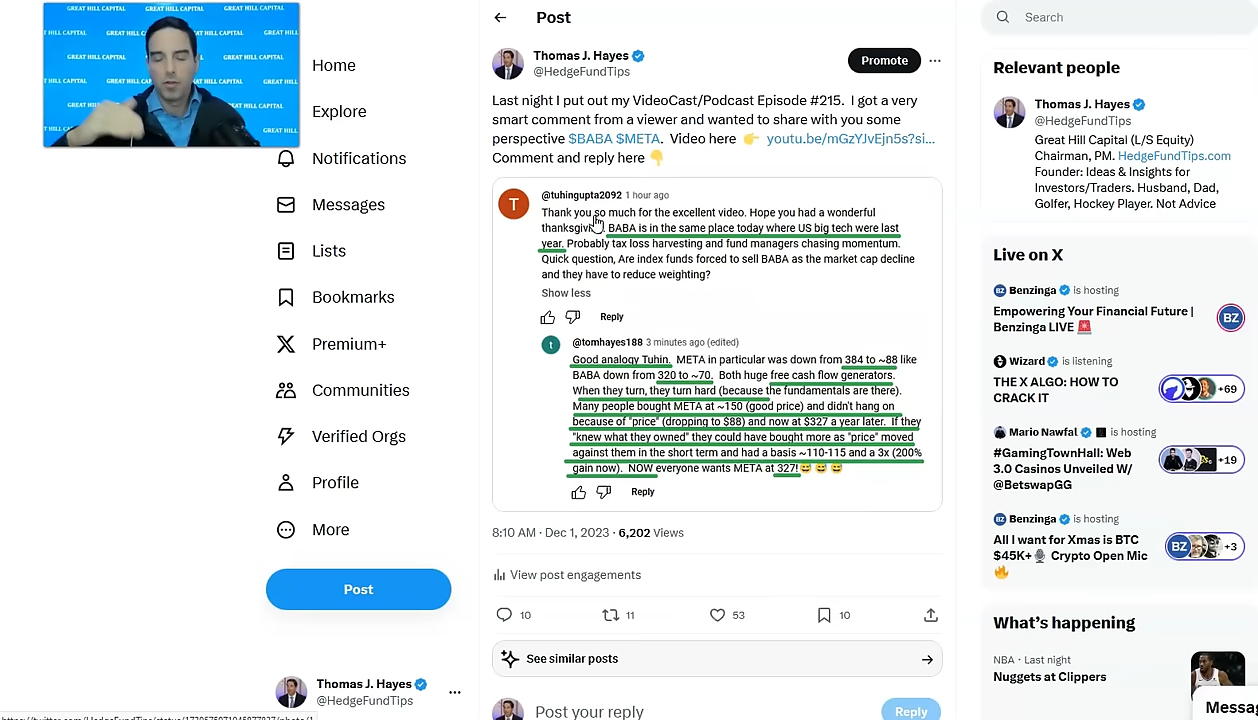 GREAT HILL CAPITAL GREAT HILL CAPITAL GREAT HILL CAPITAL
T HILL CAPITAL GREAT HILL
GREAT HILL CAPITAL GREAT HILL CAPITAL
T HILL CAPITAL GREAT HILL
GREAT HILL CAPITAL
GREAT HILL
Home
Explore
Notifications
Messages
Lists
Bookmarks
Premium+
Communities
Verified Orgs
Profile
More
Post
Thomas J. Hayes
@HedgeFundTips
Post
Thomas J. Hayes
@HedgeFundTips
Promote
Last night I put out my VideoCast/Podcast Episode #215. I got a very
smart comment from a viewer and wanted to share with you some
perspective $BABA $META. Video here 👉 youtu.be/mGzYJvEjn5s?si...
Comment and reply here 👇
T
@tuhingupta2092 1 hour ago
Thank you so much for the excellent video. Hope you had a wonderful
BABA is in the same place today where US big tech were last
year. Probably tax loss harvesting and fund managers chasing momentum.
Quick question, Are index funds forced to sell BABA as the market cap decline
and they have to reduce weighting?
Show less
Reply
t
@tomhayes188 3 minutes ago (edited)
Good analogy Tuhin. META in particular was down from 384 to ~88 like
BABA down from 320 to ~70. Both huge free cash flow generators.
When they turn, they turn hard (because the fundamentals are there).
Many people bought META at ~150 (good price) and didn't hang on
because of "price" (dropping to $88) and now at $327 a year later. If they
"knew what they owned" they could have bought more as "price" moved
against them in the short term and had a basis ~110-115 and a 3x (200%
gain now). NOW everyone wants META at 327!😅 😅 😅
Reply
8:10 AM · Dec 1, 2023 · 6,202 Views
View post engagements
10 11 53 10
See similar posts
Post your reply
Reply
Search
Relevant people
Thomas J. Hayes
@HedgeFundTips
Great Hill Capital (L/S Equity)
Chairman, PM. HedgeFundTips.com
Founder: Ideas & Insights for
Investors/Traders. Husband, Dad,
Golfer, Hockey Player. Not Advice
Live on X
BZ Benzinga is hosting
Empowering Your Financial Future |
Benzinga LIVE 🚨
BZ
Wizard is listening
THE X ALGO: HOW TO
CRACK IT
+69
Mario Nawfal is hosting
#GamingTownHall: Web
3.0 Casinos Unveiled W/
@BetswapGG
+19
BZ Benzinga is hosting
All I want for Xmas is BTC
$45K+🎙️ Crypto Open Mic
🔥
BZ +3
What's happening
NBA · Last night
Nuggets at Clippers
Messag